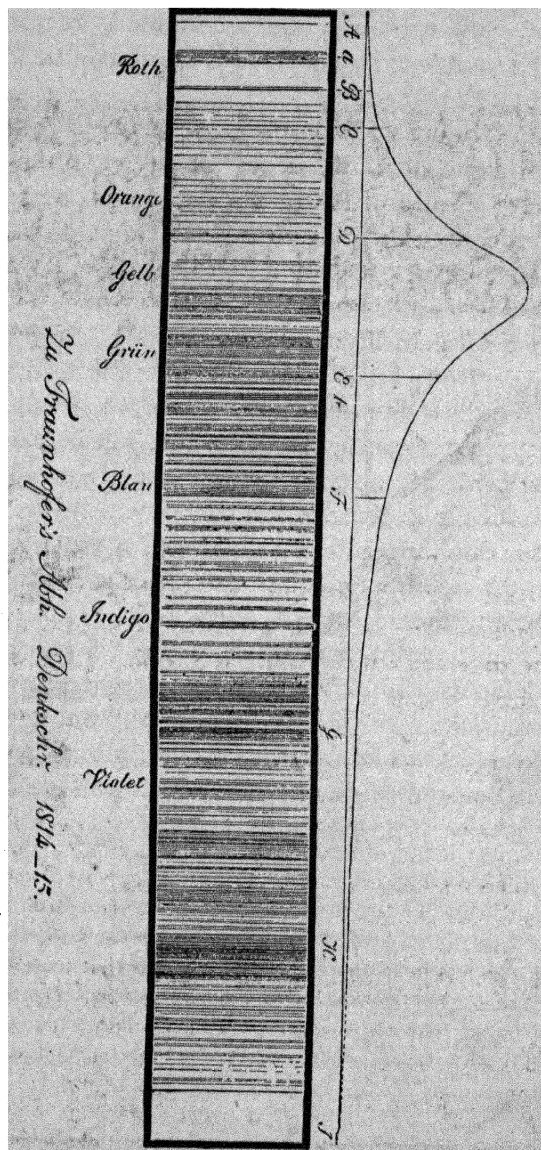 Roth
Orange
Gelb
Grün
Blau
Indigo
Violet
A
a
B
C
D
E
b
F
G
H
I
Zu Fraunhofer's Abh. Denkschr. 1814–15.